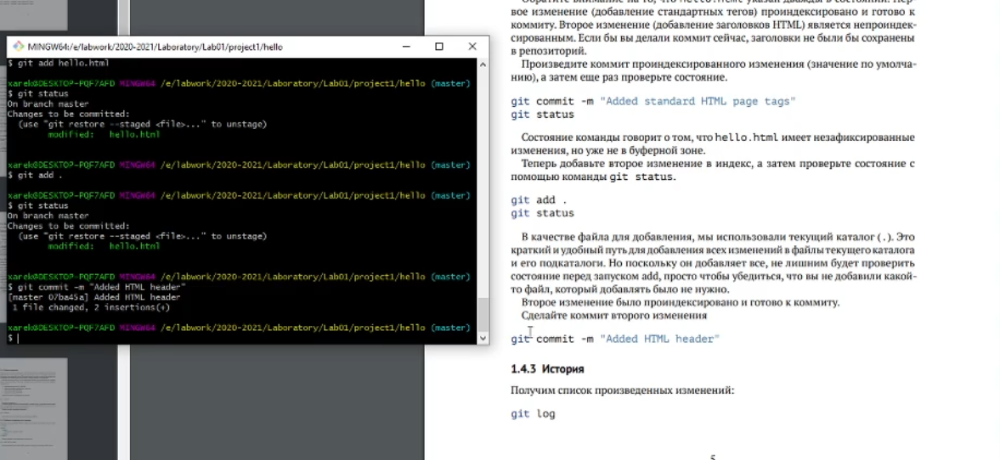 MINGW64:/e/labwork/2020-2021/Laboratory/Lab01/project1/hello
$ git add hello.html
xarek@DESKTOP-PQF7AFD MINGW64 /e/labwork/2020-2021/Laboratory/Lab01/project1/hello (master)
$ git status
On branch master
Changes to be committed:
(use "git restore --staged <file>..." to unstage)
modified: hello.html
xarek@DESKTOP-PQF7AFD MINGW64 /e/labwork/2020-2021/Laboratory/Lab01/project1/hello (master)
$ git add .
xarek@DESKTOP-PQF7AFD MINGW64 /e/labwork/2020-2021/Laboratory/Lab01/project1/hello (master)
$ git status
On branch master
Changes to be committed:
(use "git restore --staged <file>..." to unstage)
modified: hello.html
xarek@DESKTOP-PQF7AFD MINGW64 /e/labwork/2020-2021/Laboratory/Lab01/project1/hello (master)
$ git commit -m "Added HTML header"
[master 07ba45a] Added HTML header
1 file changed, 2 insertions(+)
xarek@DESKTOP-PQF7AFD MINGW64 /e/labwork/2020-2021/Laboratory/Lab01/project1/hello (master)
$
Обратите внимание на то, что hello.html указан дважды в состоянии. Пер-
вое изменение (добавление стандартных тегов) проиндексировано и готово к
коммиту. Второе изменение (добавление заголовков HTML) является непроиндек-
сированным. Если бы вы делали коммит сейчас, заголовки не были бы сохранены
в репозиторий.
Произведите коммит проиндексированного изменения (значение по умолча-
нию), а затем еще раз проверьте состояние.
git commit -m "Added standard HTML page tags"
git status
Состояние команды говорит о том, что hello.html имеет незафиксированные
изменения, но уже не в буферной зоне.
Теперь добавьте второе изменение в индекс, а затем проверьте состояние с
помощью команды git status.
git add .
git status
В качестве файла для добавления, мы использовали текущий каталог (.). Это
краткий и удобный путь для добавления всех изменений в файлы текущего каталога
и его подкаталоги. Но поскольку он добавляет все, не лишним будет проверить
состояние перед запуском add, просто чтобы убедиться, что вы не добавили какой-
то файл, который добавлять было не нужно.
Второе изменение было проиндексировано и готово к коммиту.
Сделайте коммит второго изменения
git commit -m "Added HTML header"
1.4.3 История
Получим список произведенных изменений:
git log
5